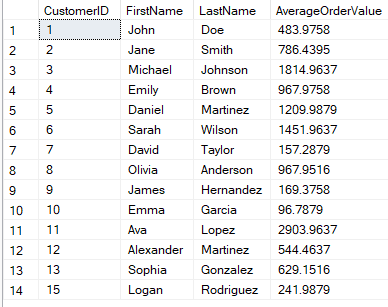 CustomerID FirstName LastName AverageOrderValue
1 1 John Doe 483.9758
2 2 Jane Smith 786.4395
3 3 Michael Johnson 1814.9637
4 4 Emily Brown 967.9758
5 5 Daniel Martinez 1209.9879
6 6 Sarah Wilson 1451.9637
7 7 David Taylor 157.2879
8 8 Olivia Anderson 967.9516
9 9 James Hernandez 169.3758
10 10 Emma Garcia 96.7879
11 11 Ava Lopez 2903.9637
12 12 Alexander Martinez 544.4637
13 13 Sophia Gonzalez 629.1516
14 15 Logan Rodriguez 241.9879